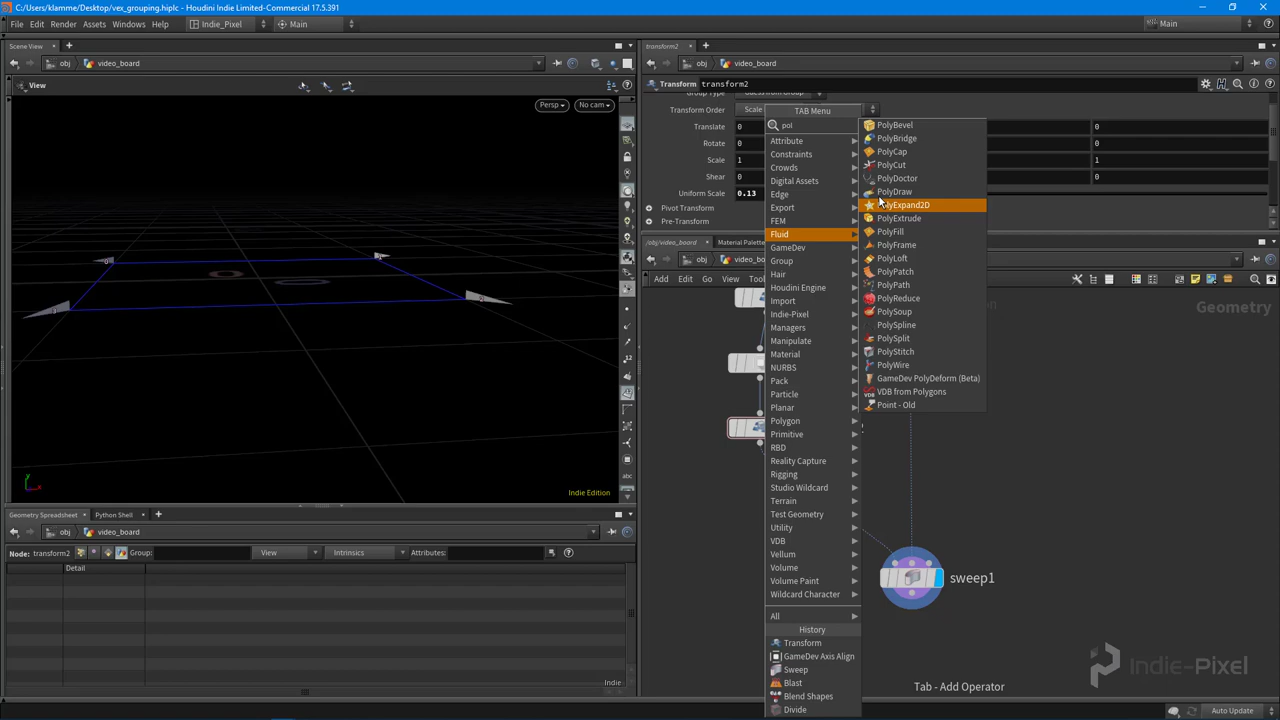 C:/Users/klamme/Desktop/vex_grouping.hiplc - Houdini Indie Limited-Commercial 17.5.391
File Edit Render Assets Windows Help Indie_Pixel Main Main
Scene View
obj video_board
View
Persp No cam
Indie Edition
Geometry Spreadsheet Python Shell
obj video_board
Node: transform2 Group: View Intrinsics Attributes:
Detail
Indie
transform2
obj video_board
Transform transform2
Transform Order Scale
Translate 0 0
Rotate 0 0
Scale 1 1
Shear 0 0
Uniform Scale 0.13
Pivot Transform
Pre-Transform
/obj/video_board Material Palette
obj
Add Edit Go View
Geometry
Indie Edition
sweep1
Indie-Pixel
Tab - Add Operator
Auto Update
TAB Menu
pol
Attribute
Constraints
Crowds
Digital Assets
Edge
Export
FEM
Fluid
GameDev
Group
Hair
Houdini Engine
Import
Indie-Pixel
Managers
Manipulate
Material
NURBS
Pack
Particle
Planar
Polygon
Primitive
RBD
Reality Capture
Rigging
Studio Wildcard
Terrain
Test Geometry
Utility
VDB
Vellum
Volume
Volume Paint
Wildcard Character
All
History
Transform
GameDev Axis Align
Sweep
Blast
Blend Shapes
Divide
PolyBevel
PolyBridge
PolyCap
PolyCut
PolyDoctor
PolyDraw
PolyExpand2D
PolyExtrude
PolyFill
PolyFrame
PolyLoft
PolyPatch
PolyPath
PolyReduce
PolySoup
PolySpline
PolySplit
PolyStitch
PolyWire
GameDev PolyDeform (Beta)
VDB from Polygons
Point - Old